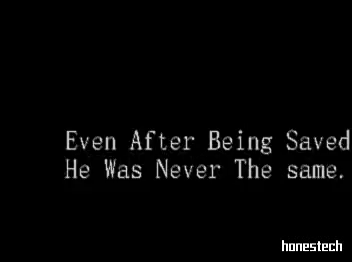 Even After Being Saved
He Was Never The same.
honestech